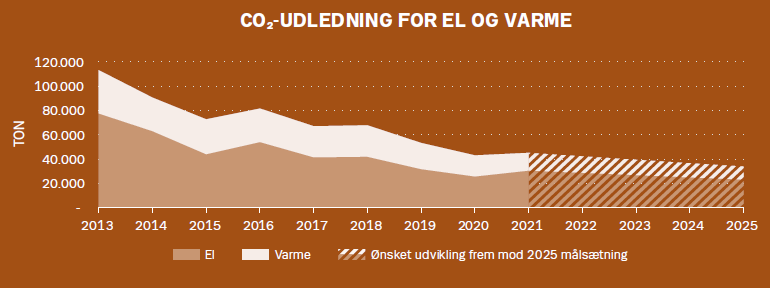 CO₂-UDLEDNING FOR EL OG VARME
TON
120.000
100.000
80.000
60.000
40.000
20.000
-
2013 2014 2015 2016 2017 2018 2019 2020 2021 2022 2023 2024 2025
El Varme Ønsket udvikling frem mod 2025 målsætning